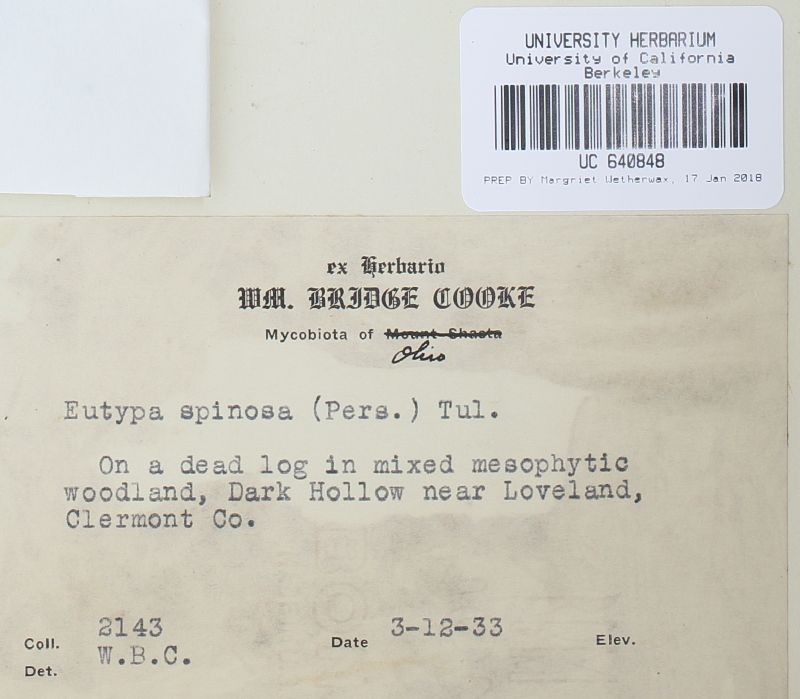 UNIVERSITY HERBARIUM
University of California
Berkeley
UC 640848
PREP BY Margriet Wetherwax, 17 Jan 2018
ex Herbario
WM. BRIDGE COOKE
Mycobiota of Mount Shasta
Ohio
Eutypa spinosa (Pers.) Tul.
On a dead log in mixed mesophytic
woodland, Dark Hollow near Loveland,
Clermont Co.
Coll. 2143 Date 3-12-33 Elev.
Det. W.B.C.